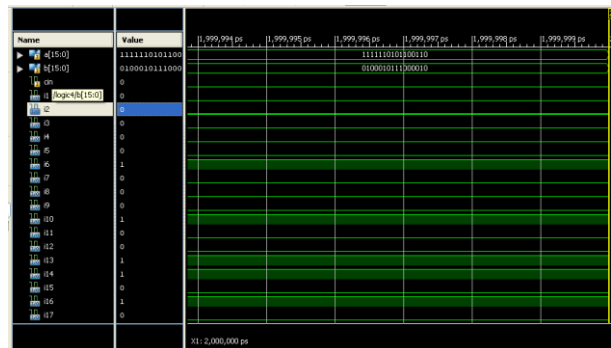 Name Value 1,999,994 ps 1,999,995 ps 1,999,996 ps 1,999,997 ps 1,999,998 ps 1,999,999 ps
a[15:0] 1111110101100 1111110101100110
b[15:0] 0100010111000 0100010111000010
cin 0
i1 /logic4/b[15:0] 0
i2 0
i3 0
i4 0
i5 0
i6 1
i7 0
i8 0
i9 0
i10 1
i11 0
i12 0
i13 1
i14 1
i15 0
i16 1
i17 0
X1: 2,000,000 ps